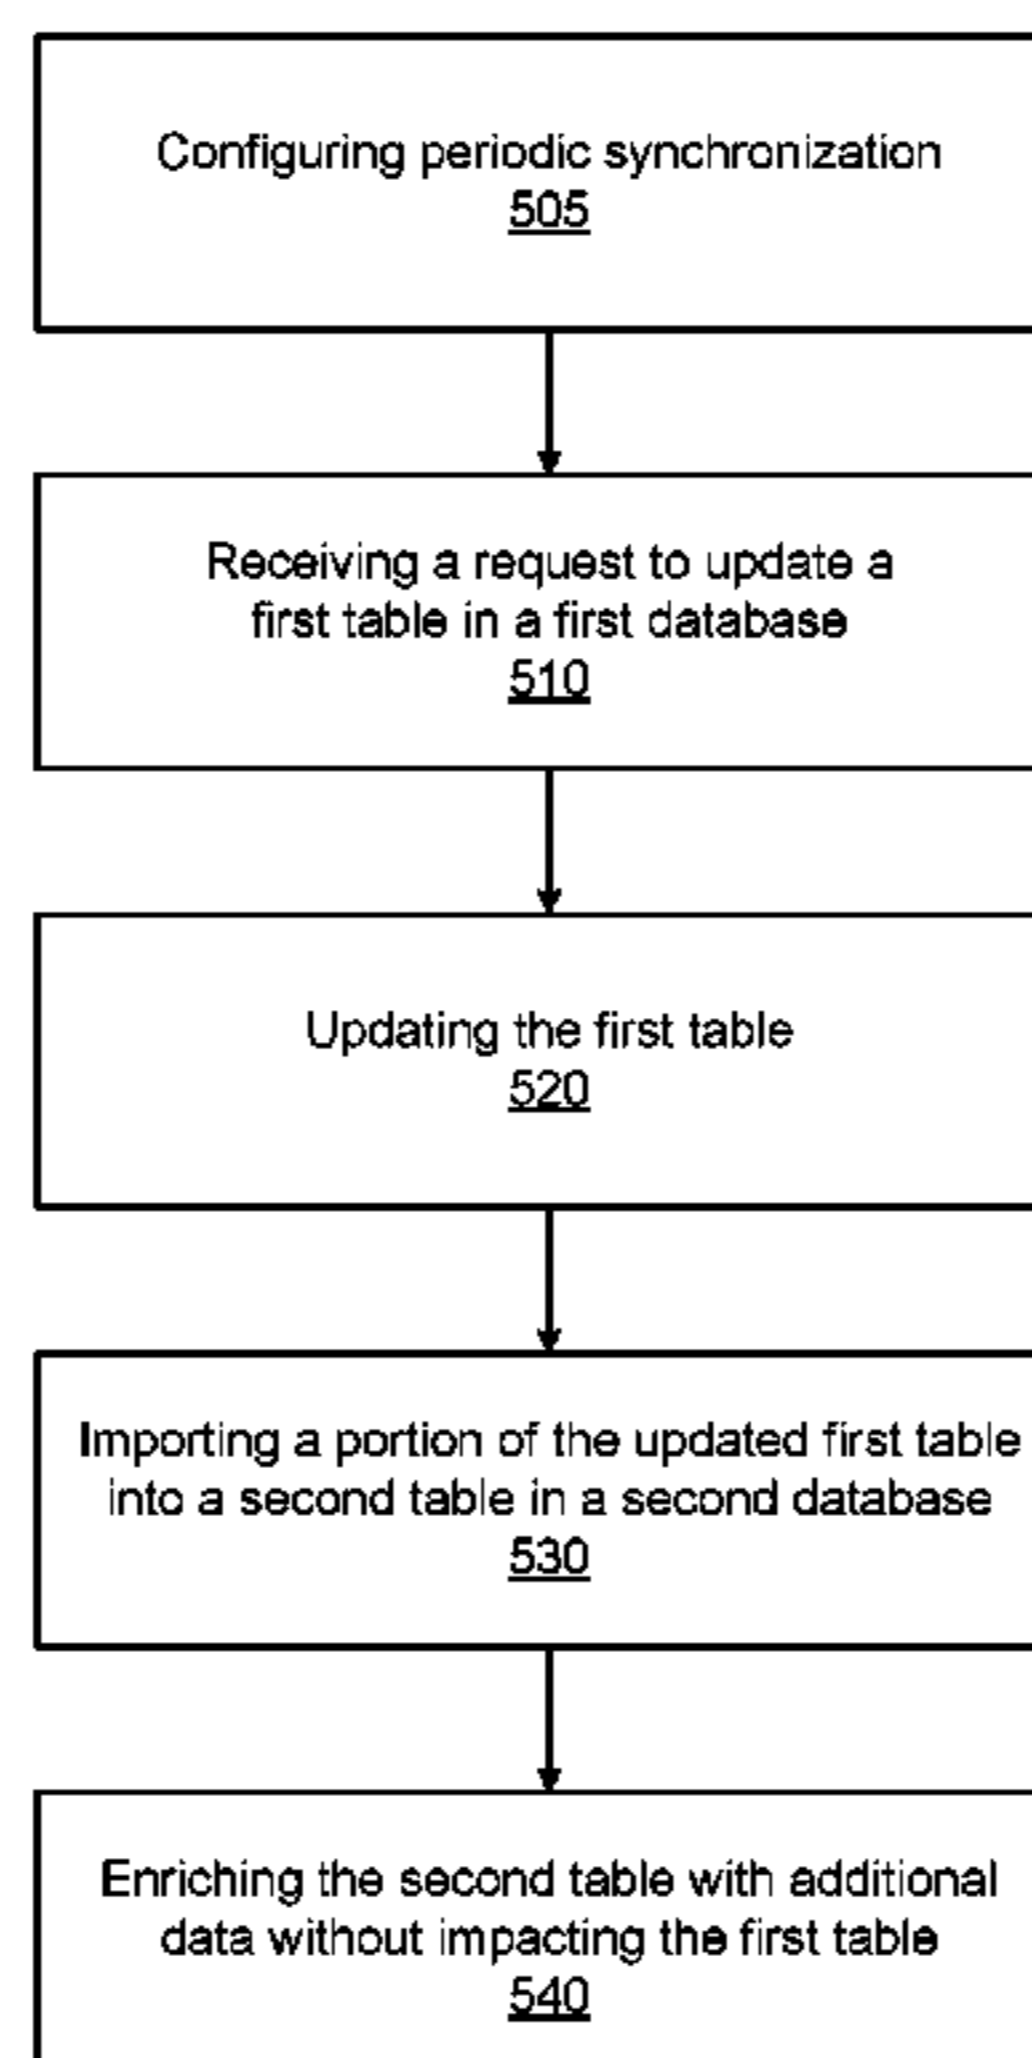 Configuring periodic synchronization
505
Receiving a request to update a
first table in a first database
510
Updating the first table
520
Importing a portion of the updated first table
into a second table in a second database
530
Enriching the second table with additional
data without impacting the first table
540